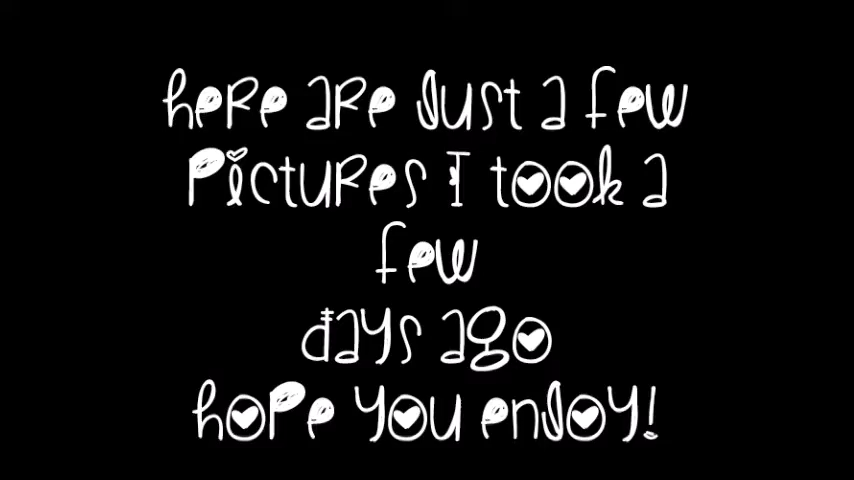 here are just a few
Pictures I took a
few
days ago
hope you enjoy!